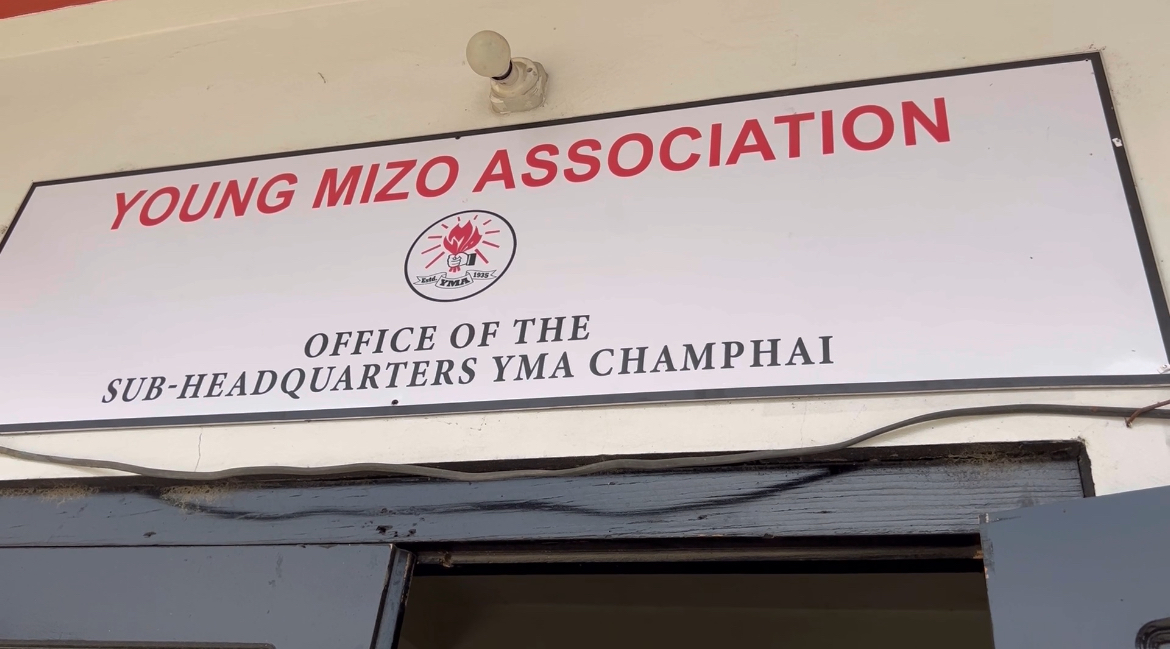 YOUNG MIZO ASSOCIATION
Estd. YMA 1935
OFFICE OF THE
SUB-HEADQUARTERS YMA CHAMPHAI